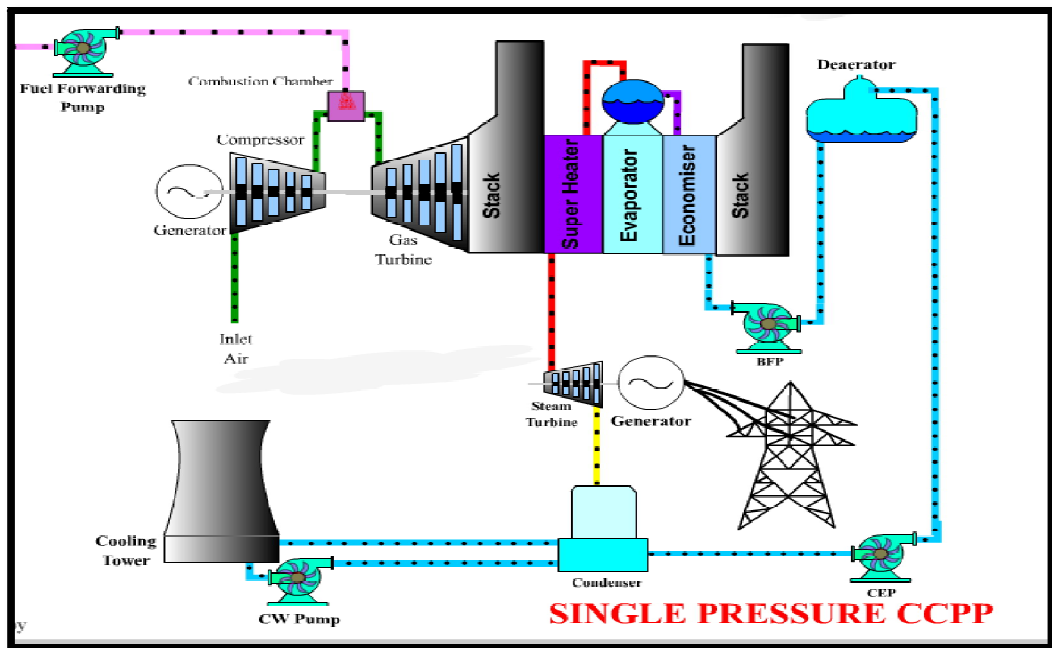 Fuel Forwarding
Pump
Combustion Chamber
Compressor
Generator
Gas
Turbine
Inlet
Air
Stack
Super Heater
Evaporator
Economiser
Stack
Deaerator
BFP
Steam
Turbine
Generator
Cooling
Tower
CW Pump
Condenser
CEP
SINGLE PRESSURE CCPP